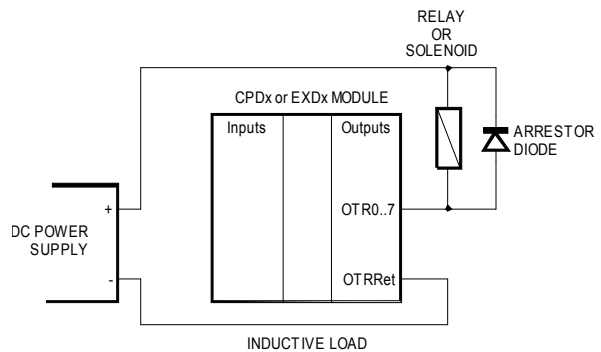 RELAY
OR
SOLENOID
CPDx or EXDx MODULE
Inputs
Outputs
ARRESTOR
DIODE
+
OTR0..7
DC POWER
SUPPLY
-
OTRRet
INDUCTIVE LOAD